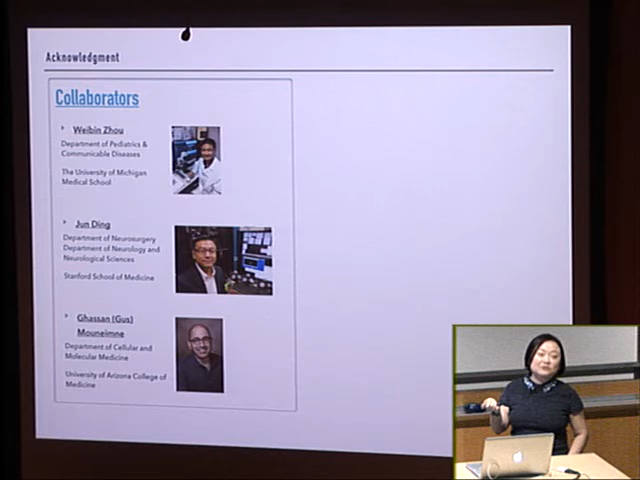 Acknowledgment
Collaborators
Weibin Zhou
Department of Pediatrics &
Communicable Diseases
The University of Michigan
Medical School
Jun Ding
Department of Neurosurgery
Department of Neurology and
Neurological Sciences
Stanford School of Medicine
Ghassan (Gus)
Mouneimne
Department of Cellular and
Molecular Medicine
University of Arizona College of
Medicine